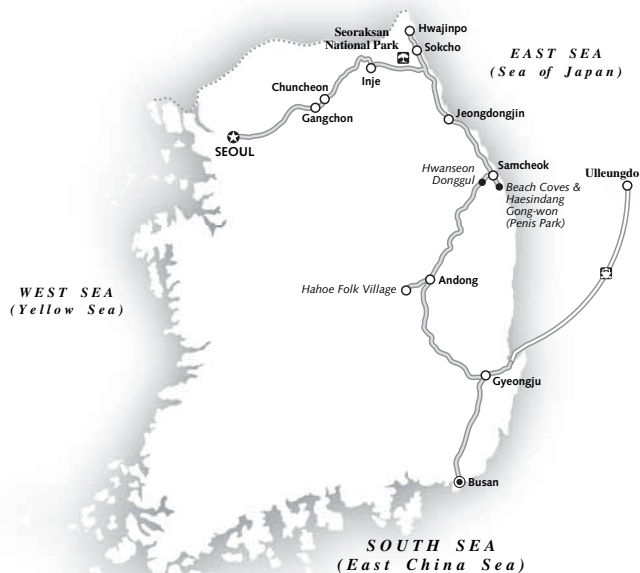 Hwajinpo
Seoraksan
National Park
Sokcho
EAST SEA
(Sea of Japan)
Inje
Chuncheon
Gangchon
Jeongdongjin
SEOUL
Hwanseon
Donggul
Samcheok
Ulleungdo
Beach Coves &
Haesindang
Gong-won
(Penis Park)
WEST SEA
(Yellow Sea)
Andong
Hahoe Folk Village
Gyeongju
Busan
SOUTH SEA
(East China Sea)